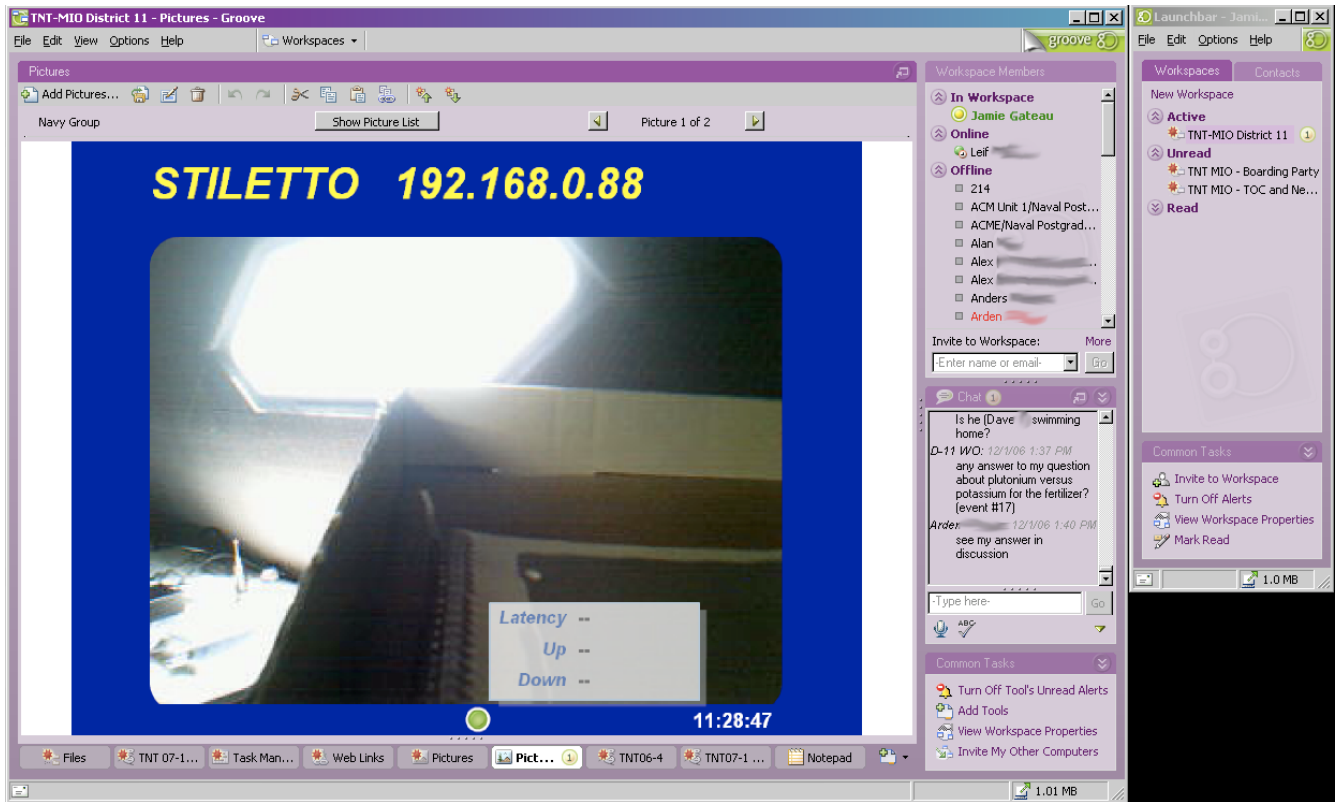 TNT-MIO District 11 - Pictures - Groove
File Edit View Options Help
Workspaces
groove
Pictures
Add Pictures...
Navy Group
Show Picture List
Picture 1 of 2
STILETTO 192.168.0.88
Latency --
Up --
Down --
11:28:47
Files
TNT 07-1...
Task Man...
Web Links
Pictures
Pict... 1
TNT06-4
TNT07-1 ...
Notepad
1.01 MB
Workspace Members
In Workspace
Jamie Gateau
Online
Leif
Offline
214
ACM Unit 1/Naval Post...
ACME/Naval Postgrad...
Alan
Alex
Alex
Anders
Arden
Invite to Workspace:
More
-Enter name or email-
Go
Chat 1
Is he (Dave swimming
home?
D-11 WO: 12/1/06 1:37 PM
any answer to my question
about plutonium versus
potassium for the fertilizer?
(event #17)
Arden 12/1/06 1:40 PM
see my answer in
discussion
-Type here-
Go
ABC
Common Tasks
Turn Off Tool's Unread Alerts
Add Tools
View Workspace Properties
Invite My Other Computers
Launchbar - Jami...
File Edit Options Help
Workspaces
Contacts
New Workspace
Active
TNT-MIO District 11 1
Unread
TNT MIO - Boarding Party
TNT MIO - TOC and Ne...
Read
Common Tasks
Invite to Workspace
Turn Off Alerts
View Workspace Properties
Mark Read
1.0 MB